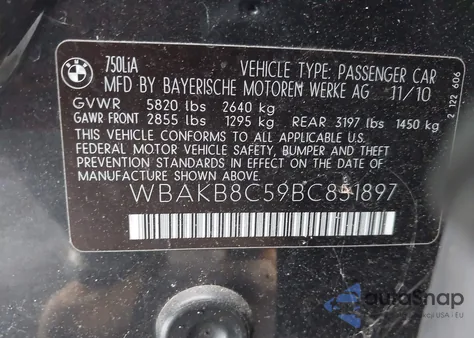 750LiA
VEHICLE TYPE: PASSENGER CAR
MFD BY BAYERISCHE MOTOREN WERKE AG 11/10
GVWR 5820 lbs 2640 kg
GAWR FRONT 2855 lbs 1295 kg REAR 3197 lbs 1450 kg
THIS VEHICLE CONFORMS TO ALL APPLICABLE U.S.
FEDERAL MOTOR VEHICLE SAFETY, BUMPER AND THEFT
PREVENTION STANDARDS IN EFFECT ON THE DATE OF
MANUFACTURE SHOWN ABOVE.
2 122 606
BMW
autoSnap
USA - EU